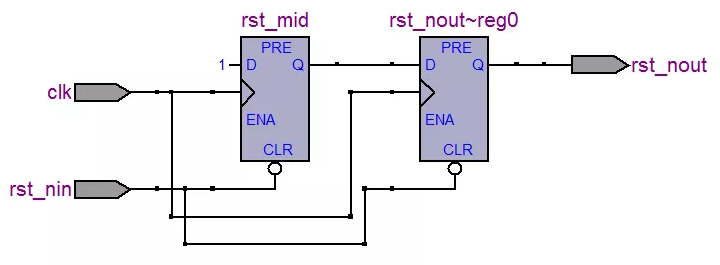 rst_mid
rst_nout~reg0
PRE
PRE
1
D
Q
D
Q
rst_nout
clk
ENA
ENA
CLR
CLR
rst_nin